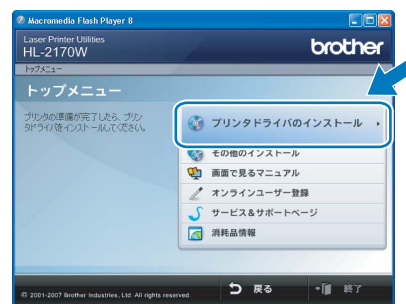 Macromedia Flash Player 8
Laser Printer Utilities
HL-2170W
brother
トップメニュー
トップメニュー
プリンタの準備が完了したら、プリン
タドライバをインストールしてください。
プリンタドライバのインストール
その他のインストール
画面で見るマニュアル
オンラインユーザー登録
サービス&サポートページ
消耗品情報
© 2001-2007 Brother Industries, Ltd. All rights reserved.
戻る
終了